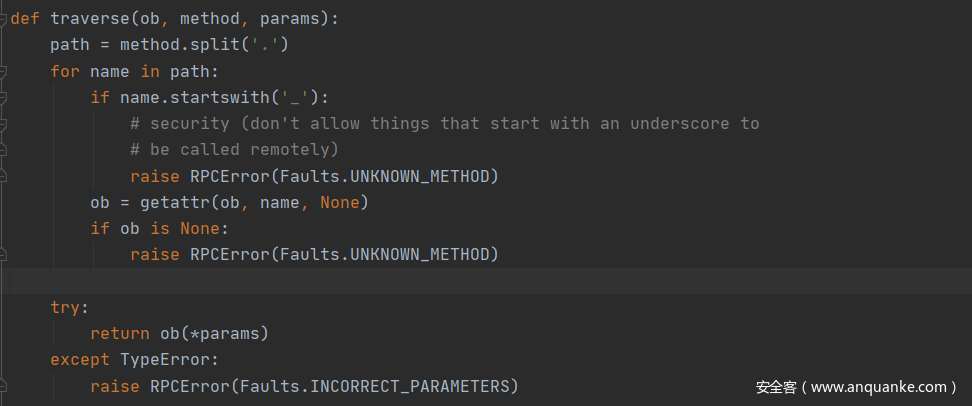 def traverse(ob, method, params):
    path = method.split('.')
    for name in path:
        if name.startswith('_'):
            # security (don't allow things that start with an underscore to
            # be called remotely)
            raise RPCError(Faults.UNKNOWN_METHOD)
        ob = getattr(ob, name, None)
        if ob is None:
            raise RPCError(Faults.UNKNOWN_METHOD)
    try:
        return ob(*params)
    except TypeError:
        raise RPCError(Faults.INCORRECT_PARAMETERS)
安全客（www.anquanke.com）